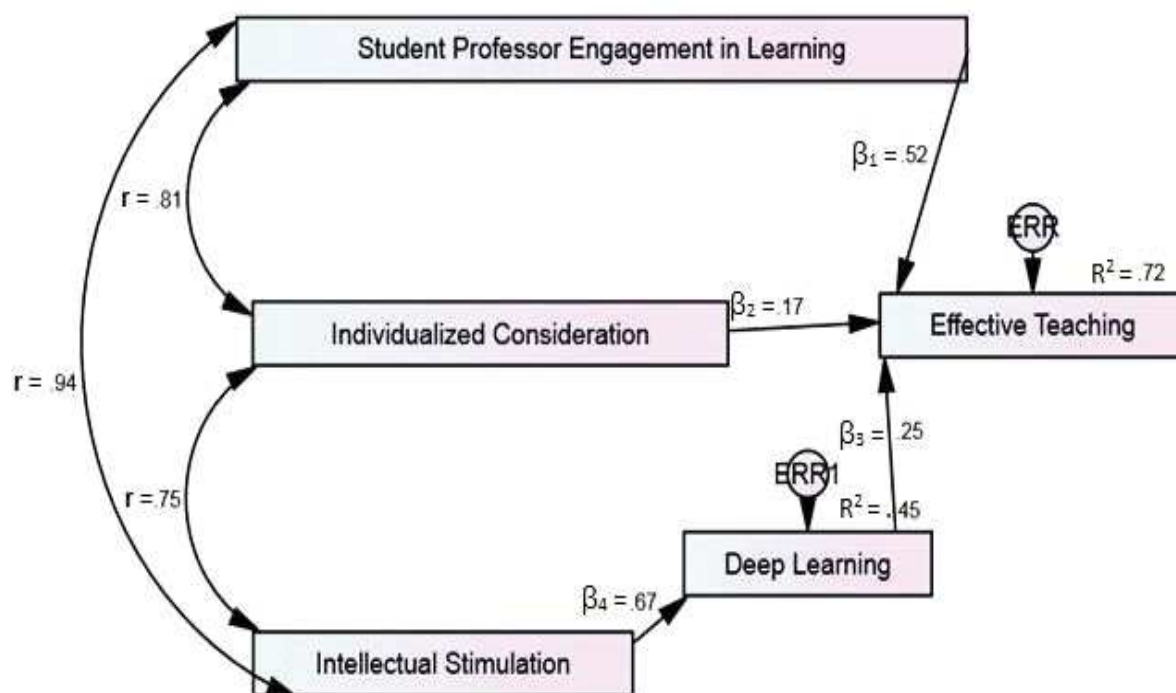 Student Professor Engagement in Learning
β₁ = .52
r = .81
ERR
R² = .72
β₂ = .17
Individualized Consideration
Effective Teaching
r = .94
β₃ = .25
ERR1
r = .75
R² = .45
Deep Learning
β₄ = .67
Intellectual Stimulation